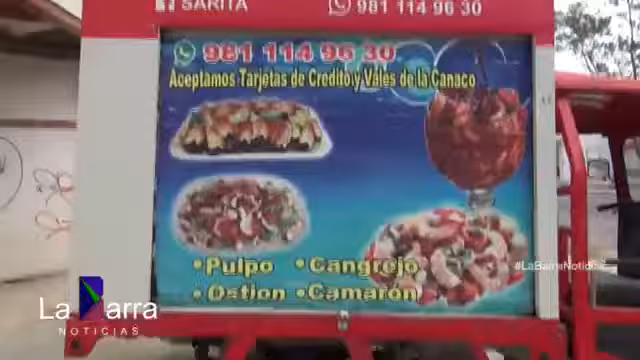 SARITA 981 114 96 30
981 114 96 30
Aceptamos Tarjetas de Credito y Vales de la Canaco
•Pulpo •Cangrejo
•Ostion •Camarón
#LaBarraNoticias
La Barra
NOTICIAS